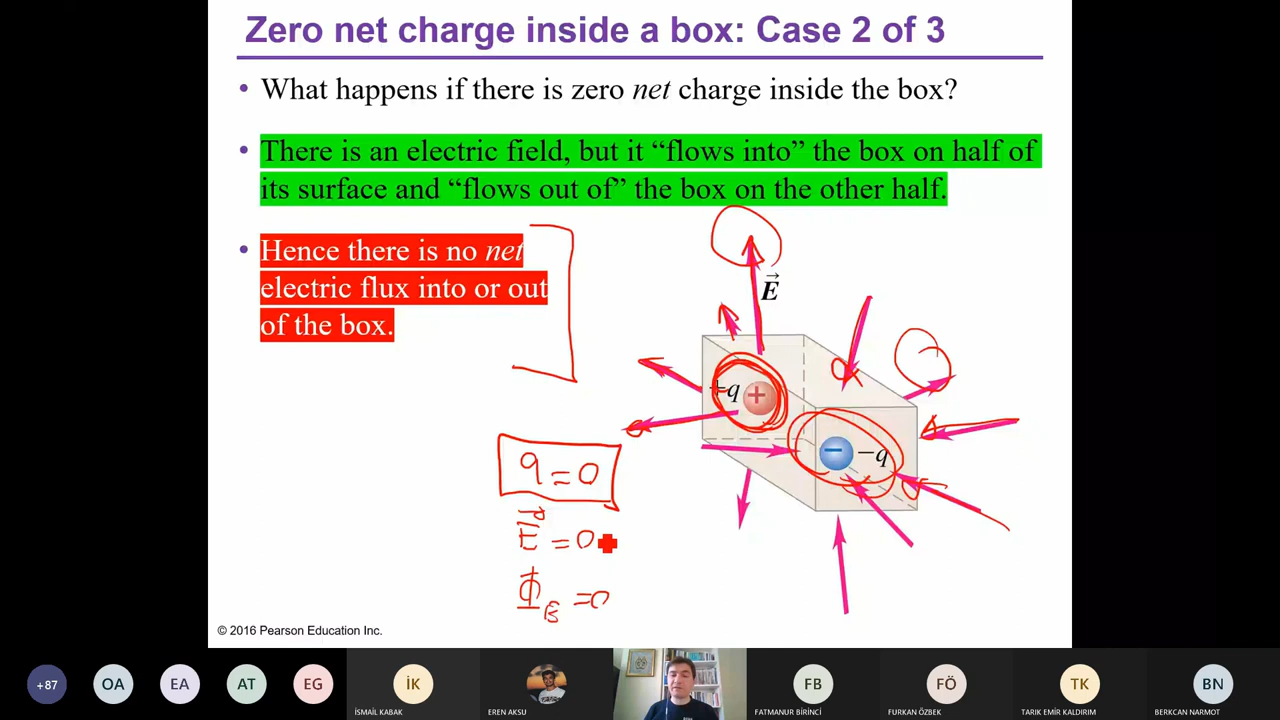 Zero net charge inside a box: Case 2 of 3
• What happens if there is zero net charge inside the box?
• There is an electric field, but it “flows into” the box on half of
its surface and “flows out of” the box on the other half.
• Hence there is no net
electric flux into or out
of the box.
E
+q
+
−
−q
q = 0
E = 0
Φ_E = 0
© 2016 Pearson Education Inc.
+87
OA
EA
AT
EG
İK
İSMAİL KABAK
EREN AKSU
FB
FATMANUR BİRİNCİ
FÖ
FURKAN ÖZBEK
TK
TARIK EMİR KALDIRIM
BN
BERKCAN NARMOT